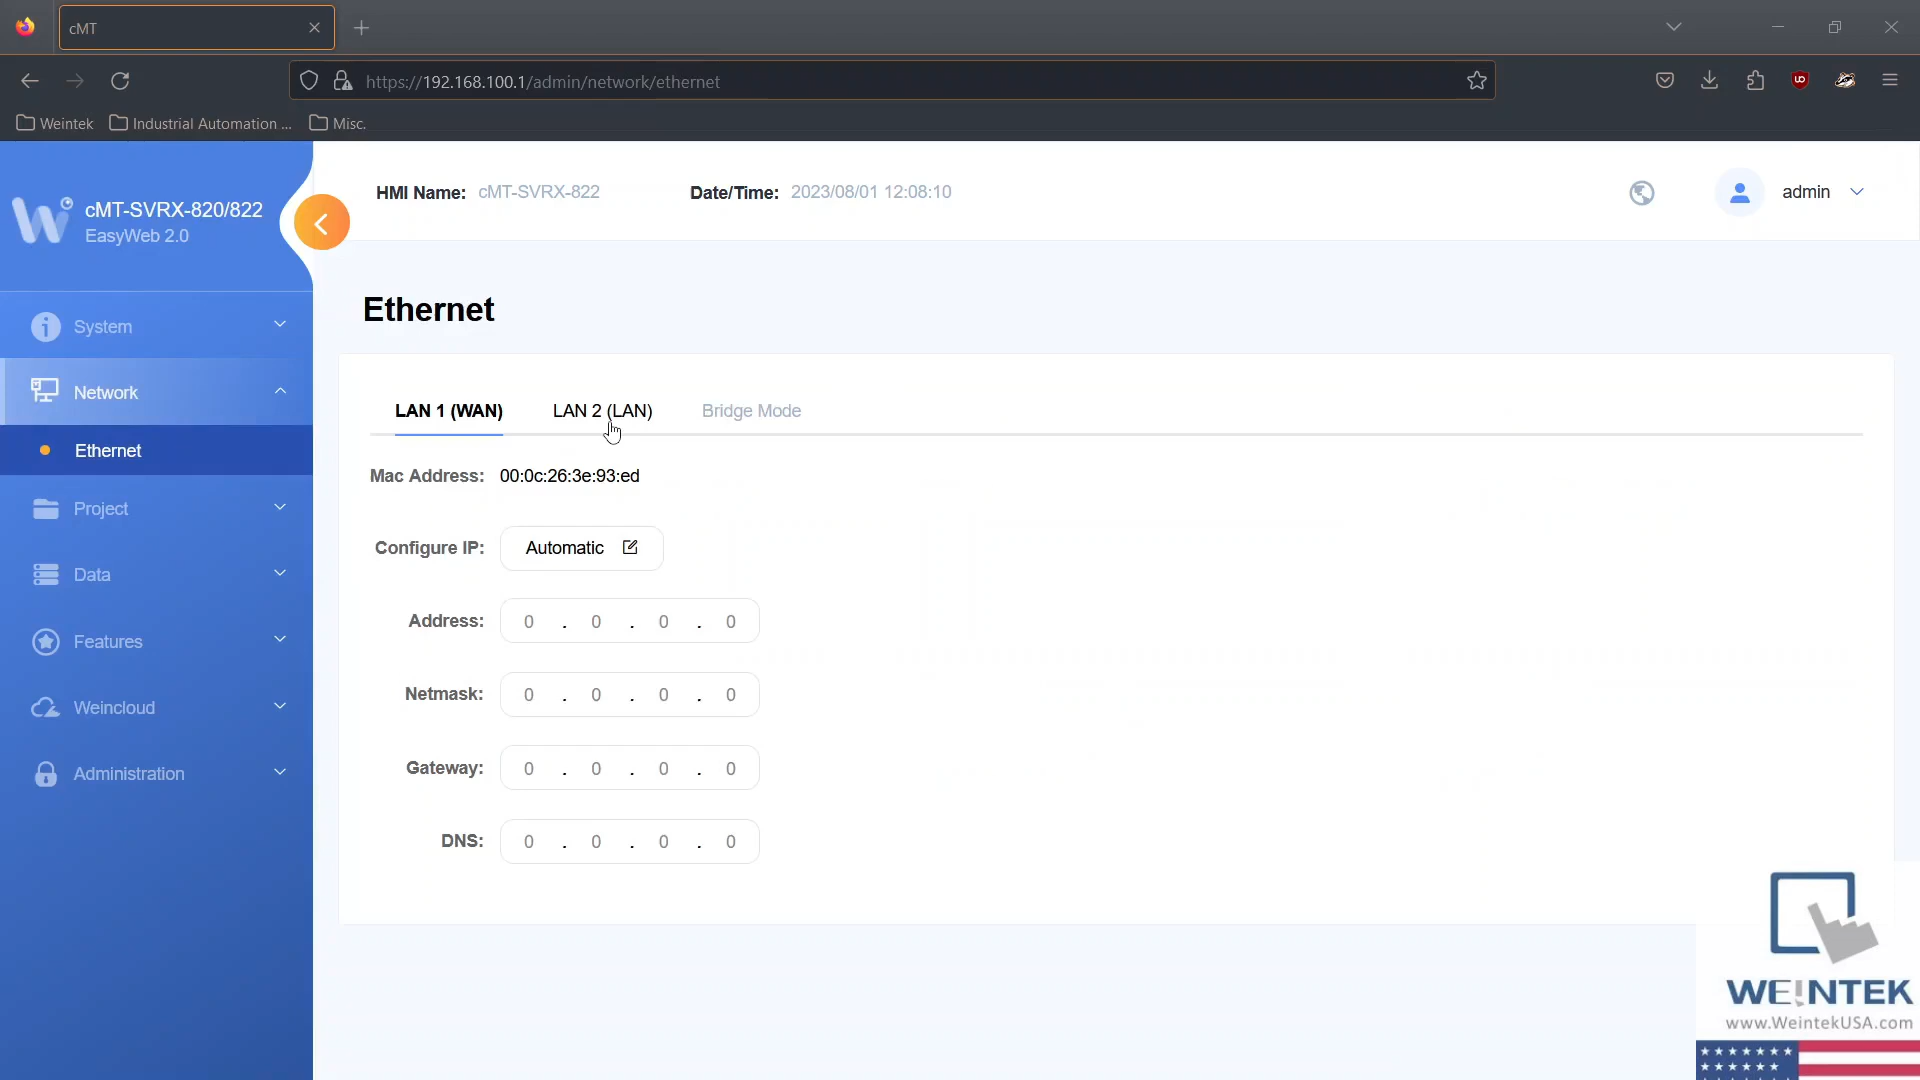 cMT
https://192.168.100.1/admin/network/ethernet
Weintek
Industrial Automation ...
Misc.
cMT-SVRX-820/822
EasyWeb 2.0
HMI Name: cMT-SVRX-822
Date/Time: 2023/08/01 12:08:10
admin
System
Network
Ethernet
Project
Data
Features
Weincloud
Administration
Ethernet
LAN 1 (WAN)
LAN 2 (LAN)
Bridge Mode
Mac Address: 00:0c:26:3e:93:ed
Configure IP: Automatic
Address: 0 . 0 . 0 . 0
Netmask: 0 . 0 . 0 . 0
Gateway: 0 . 0 . 0 . 0
DNS: 0 . 0 . 0 . 0
WE!NTEK
www.WeintekUSA.com